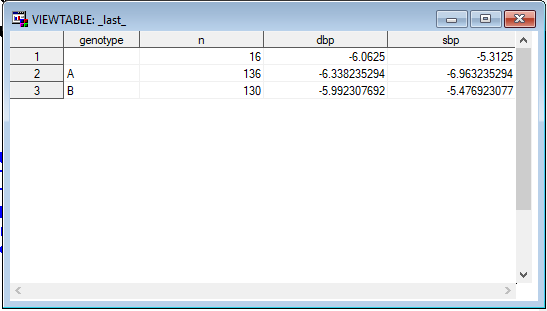 VIEWTABLE: _last_
genotype n dbp sbp
1 16 -6.0625 -5.3125
2 A 136 -6.338235294 -6.963235294
3 B 130 -5.992307692 -5.476923077